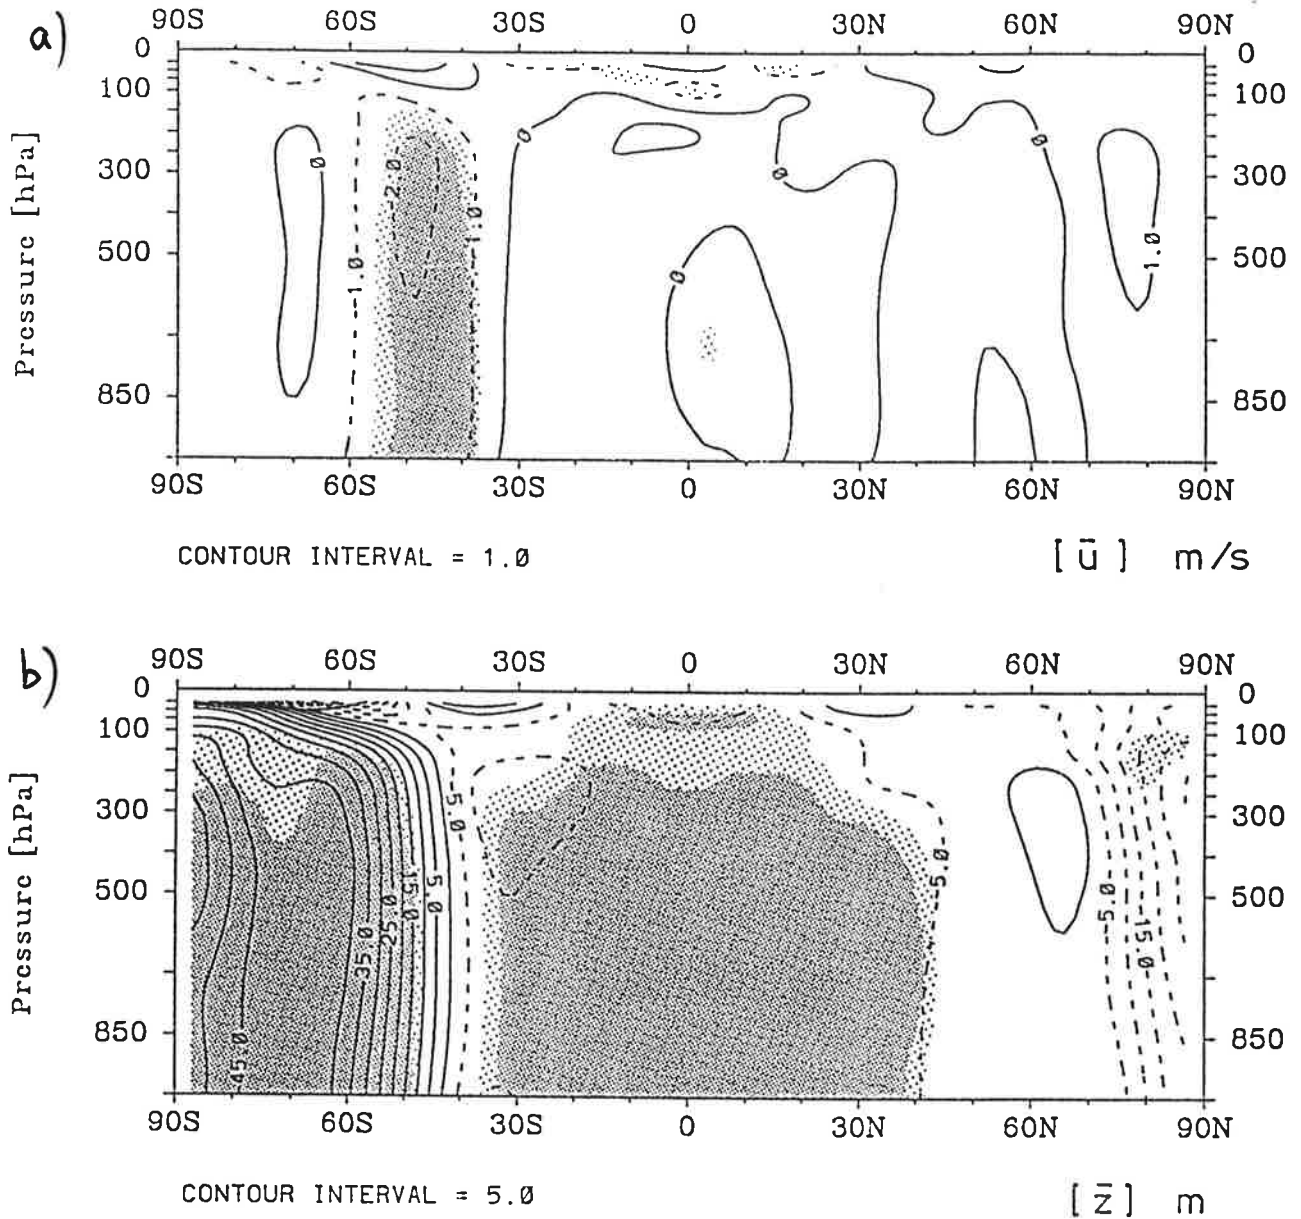 a)
90S 60S 30S 0 30N 60N 90N
0 0
100 100
300 300
500 500
850 850
Pressure [hPa]
0 0 0 0 0
2.0
1.0 1.0 1.0
90S 60S 30S 0 30N 60N 90N
CONTOUR INTERVAL = 1.0 [ū] m/s
b)
90S 60S 30S 0 30N 60N 90N
0 0
100 100
300 300
500 500
850 850
Pressure [hPa]
5.0 5.0 5.0 5.0
15.0 15.0
25.0
35.0
45.0
90S 60S 30S 0 30N 60N 90N
CONTOUR INTERVAL = 5.0 [z̄] m